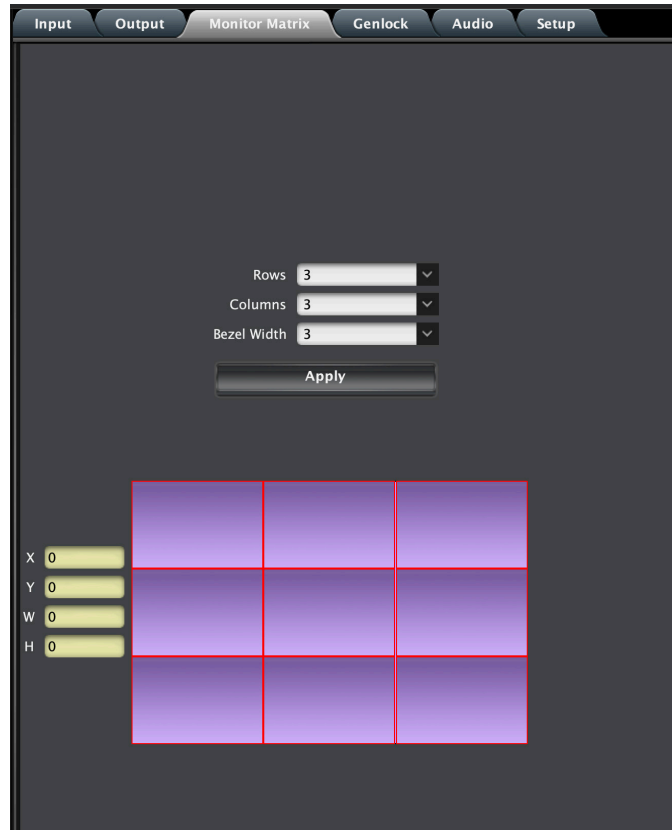 Input Output Monitor Matrix Genlock Audio Setup
Rows 3
Columns 3
Bezel Width 3
Apply
X 0
Y 0
W 0
H 0